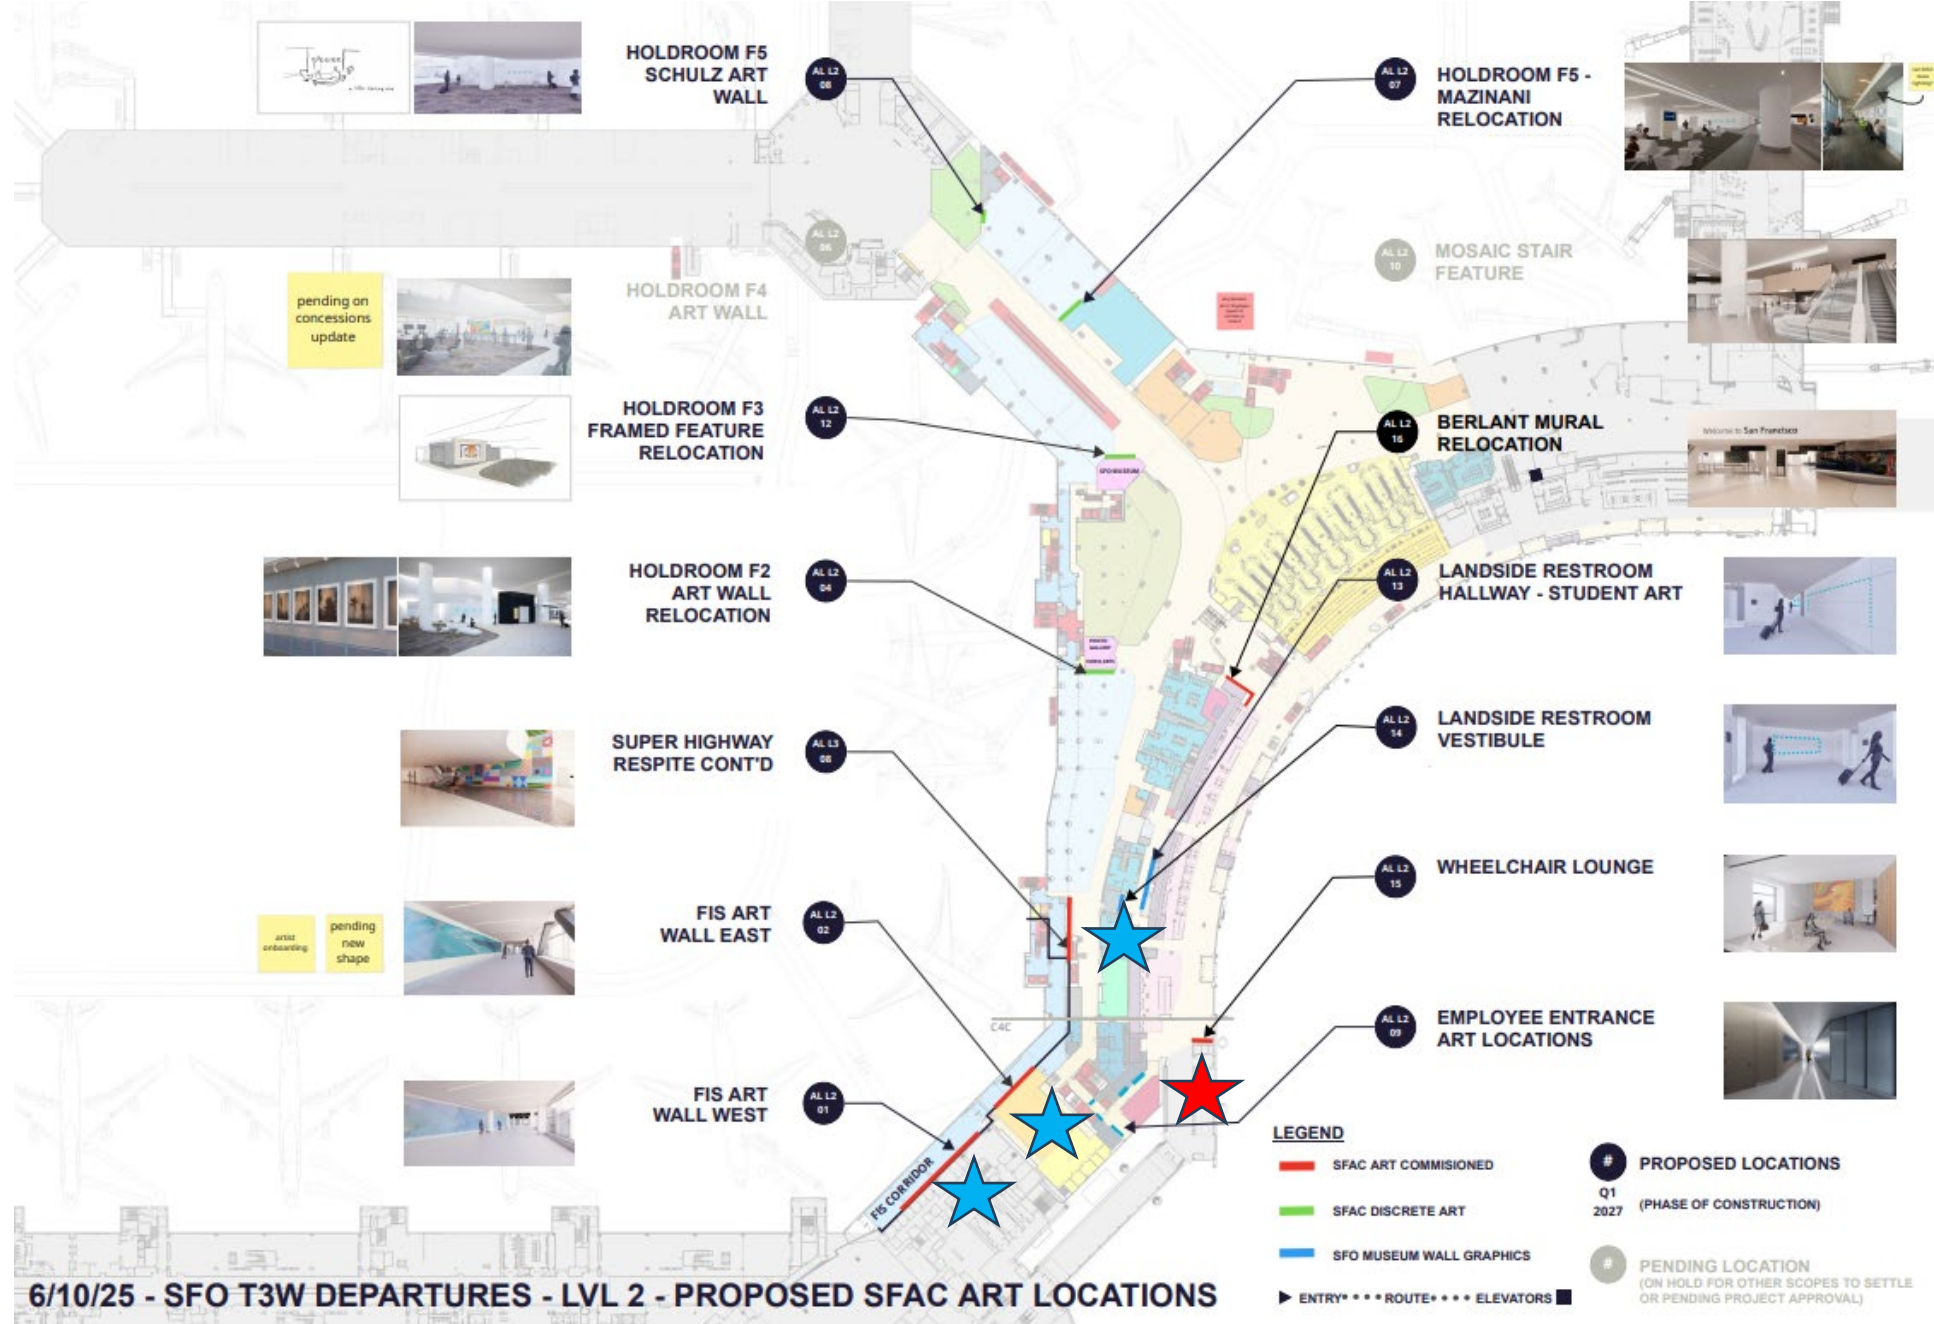 HOLDROOM F5
SCHULZ ART
WALL
AL L2
08
AL L2
07
HOLDROOM F5 -
MAZINANI
RELOCATION
AL L2
06
HOLDROOM F4
ART WALL
pending on
concessions
update
AL L2
10
MOSAIC STAIR
FEATURE
HOLDROOM F3
FRAMED FEATURE
RELOCATION
AL L2
12
SFO MUSEUM
AL L2
16
BERLANT MURAL
RELOCATION
Welcome to San Francisco
HOLDROOM F2
ART WALL
RELOCATION
AL L2
04
AL L2
13
LANDSIDE RESTROOM
HALLWAY - STUDENT ART
SUPER HIGHWAY
RESPITE CONT'D
AL L3
08
AL L2
14
LANDSIDE RESTROOM
VESTIBULE
artist
onboarding
pending
new
shape
FIS ART
WALL EAST
AL L2
02
AL L2
15
WHEELCHAIR LOUNGE
C4C
AL L2
09
EMPLOYEE ENTRANCE
ART LOCATIONS
FIS ART
WALL WEST
AL L2
01
FIS CORRIDOR
LEGEND
SFAC ART COMMISIONED
SFAC DISCRETE ART
SFO MUSEUM WALL GRAPHICS
ENTRY ROUTE ELEVATORS
#
PROPOSED LOCATIONS
Q1
2027
(PHASE OF CONSTRUCTION)
#
PENDING LOCATION
(ON HOLD FOR OTHER SCOPES TO SETTLE
OR PENDING PROJECT APPROVAL)
6/10/25 - SFO T3W DEPARTURES - LVL 2 - PROPOSED SFAC ART LOCATIONS